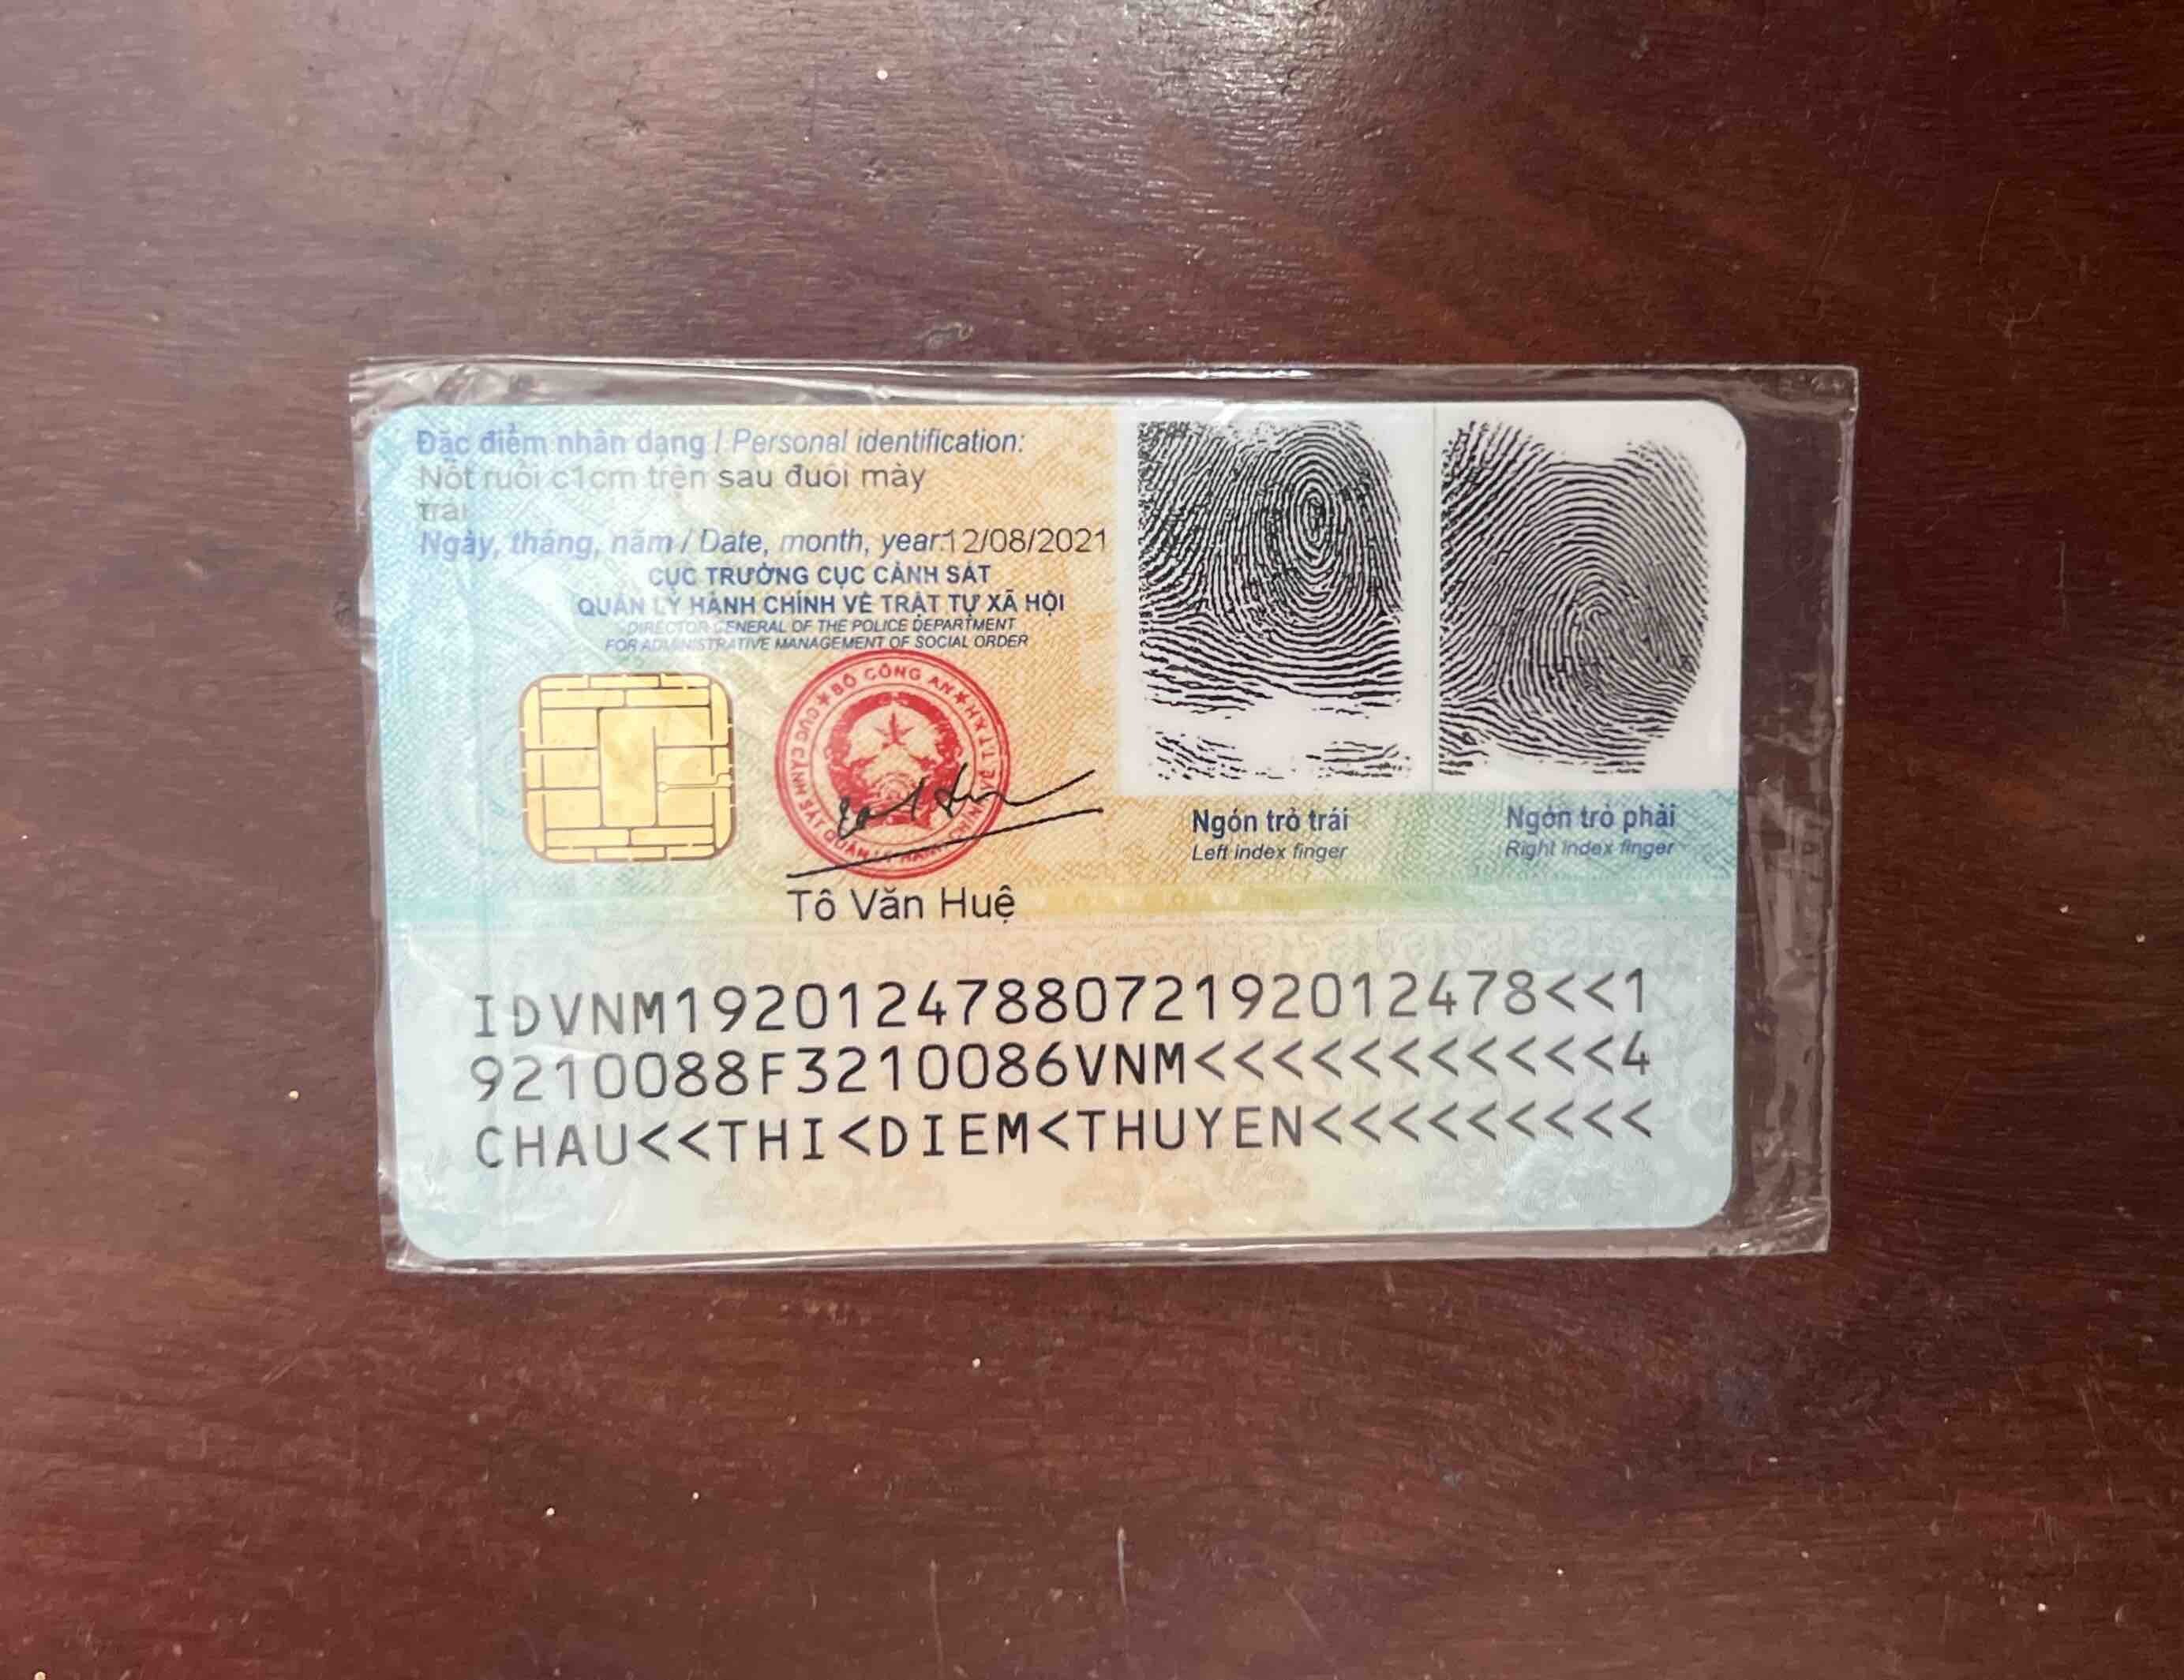 Đặc điểm nhân dạng / Personal identification:
Nốt ruồi c1cm trên sau đuôi mày
trái
Ngày, tháng, năm / Date, month, year:12/08/2021
CỤC TRƯỞNG CỤC CẢNH SÁT
QUẢN LÝ HÀNH CHÍNH VỀ TRẬT TỰ XÃ HỘI
DIRECTOR GENERAL OF THE POLICE DEPARTMENT
FOR ADMINISTRATIVE MANAGEMENT OF SOCIAL ORDER
BỘ CÔNG AN
Tô Văn Huệ
Ngón trỏ trái
Left index finger
Ngón trỏ phải
Right index finger
IDVNM1920124788072192012478<<1
9210088F3210086VNM<<<<<<<<<<<4
CHAU<<THI<DIEM<THUYEN<<<<<<<<<